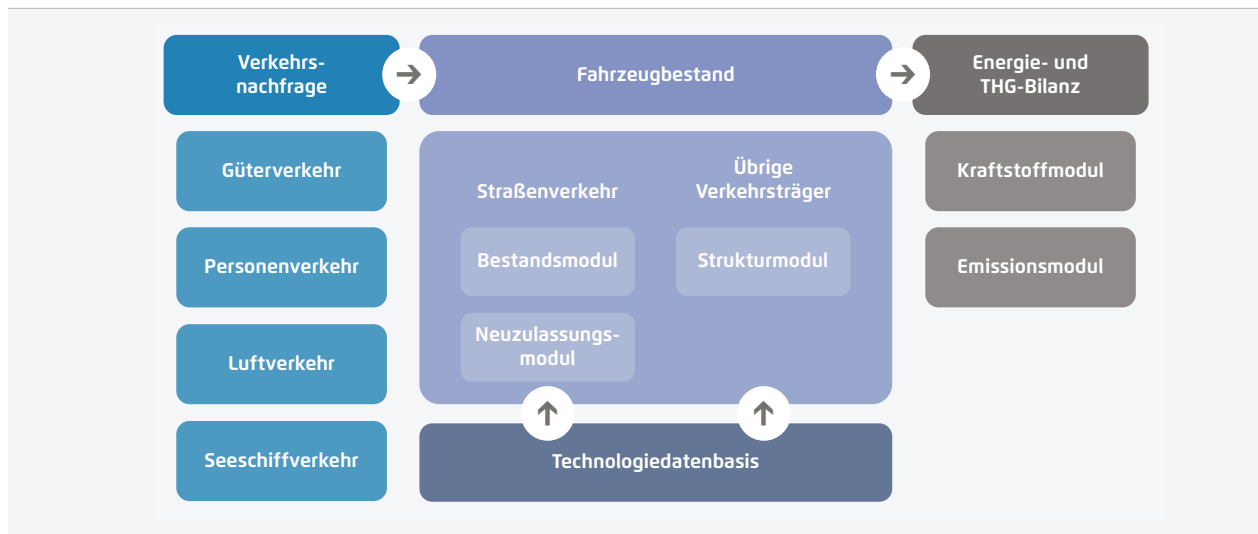 Verkehrs-
nachfrage
Fahrzeugbestand
Energie- und
THG-Bilanz
Güterverkehr
Personenverkehr
Luftverkehr
Seeschiffverkehr
Straßenverkehr
Bestandsmodul
Neuzulassungs-
modul
Übrige
Verkehrsträger
Strukturmodul
Technologiedatenbasis
Kraftstoffmodul
Emissionsmodul